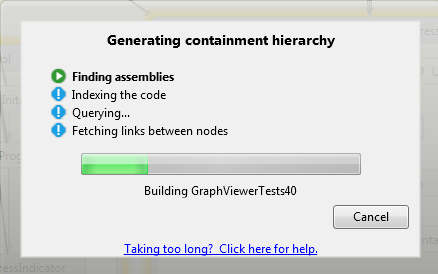 Generating containment hierarchy
Finding assemblies
Indexing the code
Querying...
Fetching links between nodes
Building GraphViewerTests40
Cancel
Taking too long? Click here for help.